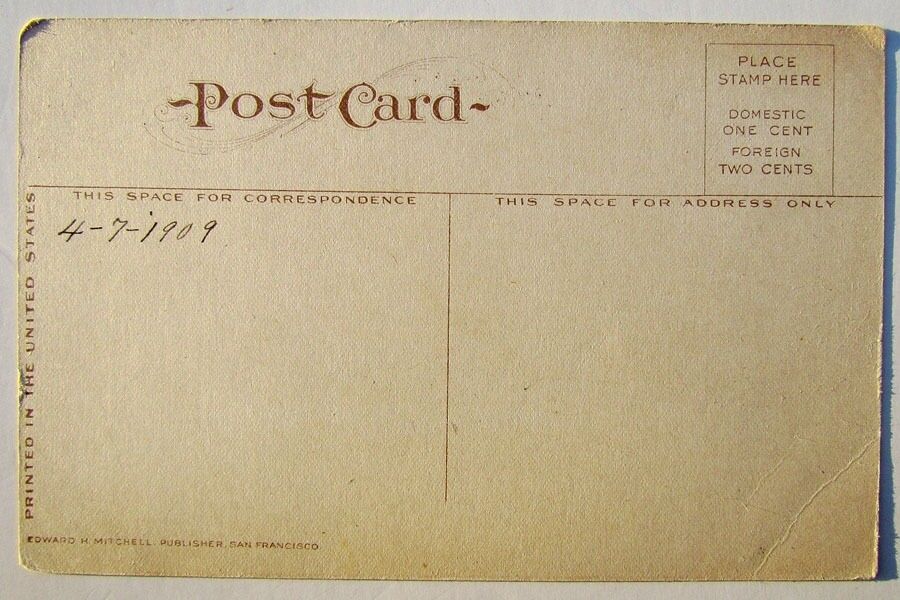 -Post Card-
PLACE
STAMP HERE
DOMESTIC
ONE CENT
FOREIGN
TWO CENTS
THIS SPACE FOR CORRESPONDENCE
THIS SPACE FOR ADDRESS ONLY
4-7-1909
PRINTED IN THE UNITED STATES
EDWARD H. MITCHELL, PUBLISHER, SAN FRANCISCO